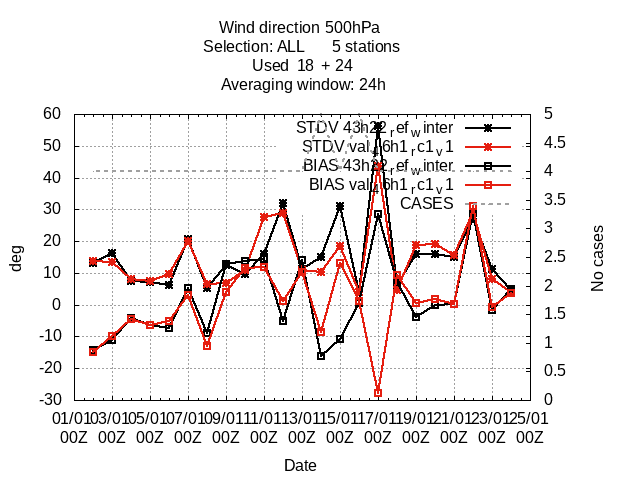 Wind direction 500hPa
Selection: ALL 5 stations
Used 18 + 24
Averaging window: 24h
60 5
STDV 43h22_ref_winter
50 4.5
STDV val_46h1_rc1_v1
40 4
BIAS 43h22_ref_winter
BIAS val_46h1_rc1_v1
30 3.5
CASES
20 3
10 2.5
0 2
-10 1.5
-20 1
-30 0.5
0
deg
No cases
01/01 03/01 05/01 07/01 09/01 11/01 13/01 15/01 17/01 19/01 21/01 23/01 25/01
00Z 00Z 00Z 00Z 00Z 00Z 00Z 00Z 00Z 00Z 00Z 00Z 00Z
Date